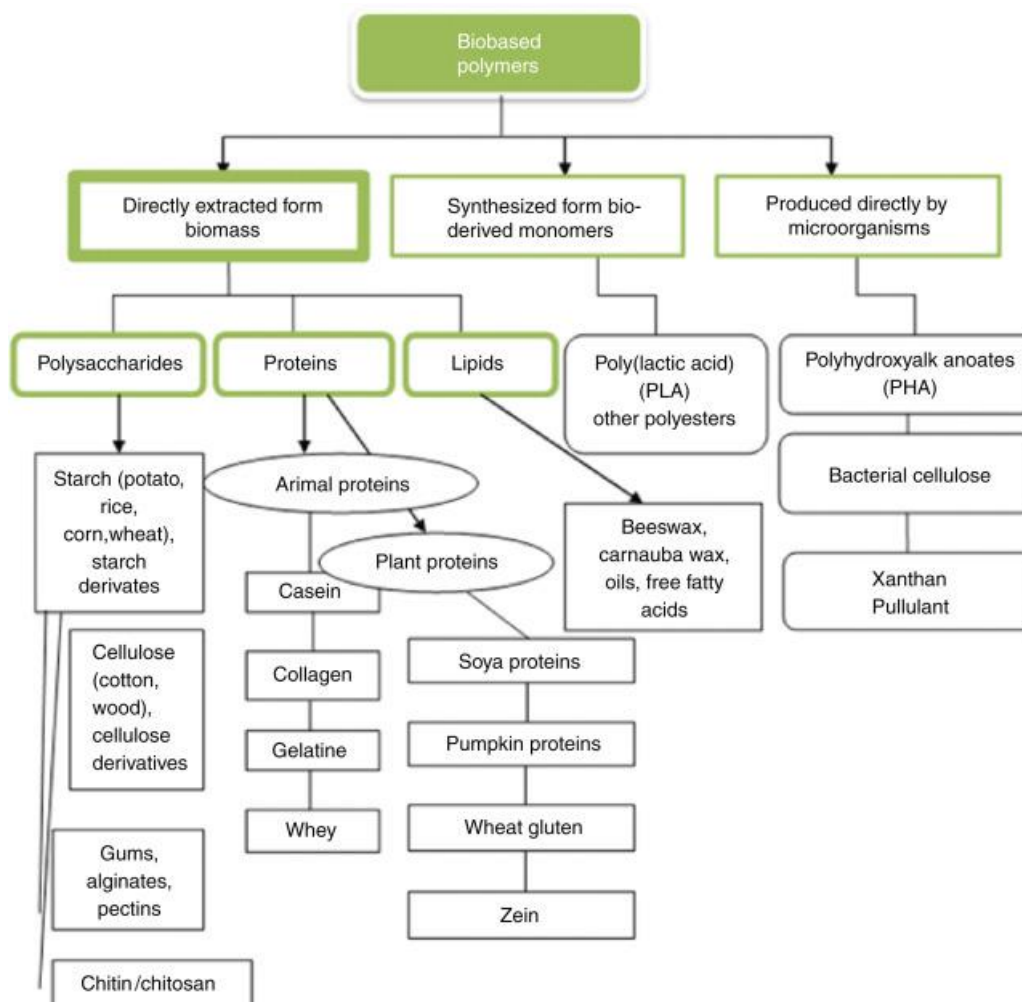 Biobased
polymers
Directly extracted form
biomass
Synthesized form bio-
derived monomers
Produced directly by
microorganisms
Polysaccharides
Proteins
Lipids
Poly(lactic acid)
(PLA)
other polyesters
Polyhydroxyalk anoates
(PHA)
Starch (potato,
rice,
corn,wheat),
starch
derivates
Arimal proteins
Plant proteins
Beeswax,
carnauba wax,
oils, free fatty
acids
Bacterial cellulose
Xanthan
Pullulant
Cellulose
(cotton,
wood),
cellulose
derivatives
Gums,
alginates,
pectins
Chitin/chitosan
Casein
Collagen
Gelatine
Whey
Soya proteins
Pumpkin proteins
Wheat gluten
Zein